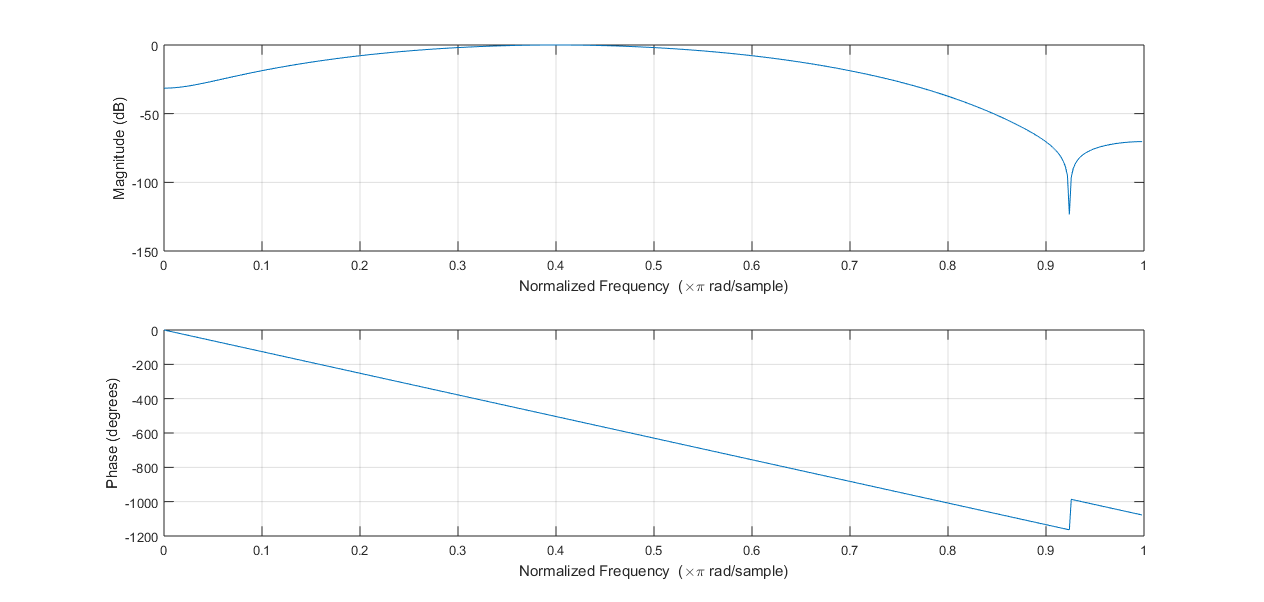 Magnitude (dB)
0
-50
-100
-150
0 0.1 0.2 0.3 0.4 0.5 0.6 0.7 0.8 0.9 1
Normalized Frequency (×π rad/sample)
Phase (degrees)
0
-200
-400
-600
-800
-1000
-1200
0 0.1 0.2 0.3 0.4 0.5 0.6 0.7 0.8 0.9 1
Normalized Frequency (×π rad/sample)